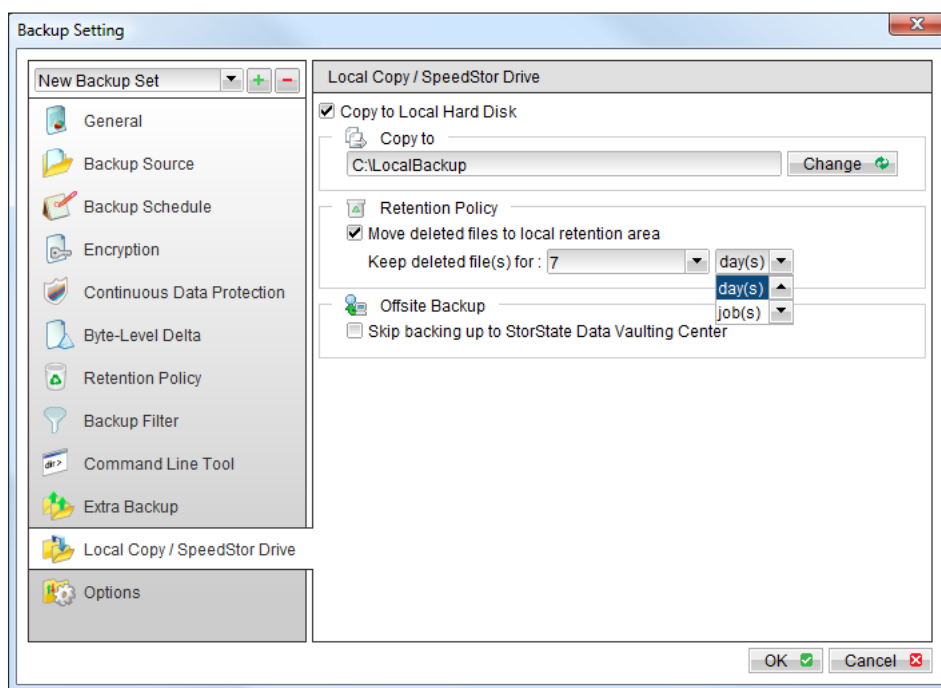 Backup Setting
New Backup Set
General
Backup Source
Backup Schedule
Encryption
Continuous Data Protection
Byte-Level Delta
Retention Policy
Backup Filter
dir>
Command Line Tool
Extra Backup
Local Copy / SpeedStor Drive
Options
Local Copy / SpeedStor Drive
Copy to Local Hard Disk
Copy to
C:\LocalBackup
Change
Retention Policy
Move deleted files to local retention area
Keep deleted file(s) for : 7 day(s)
day(s)
job(s)
Offsite Backup
Skip backing up to StorState Data Vaulting Center
OK Cancel